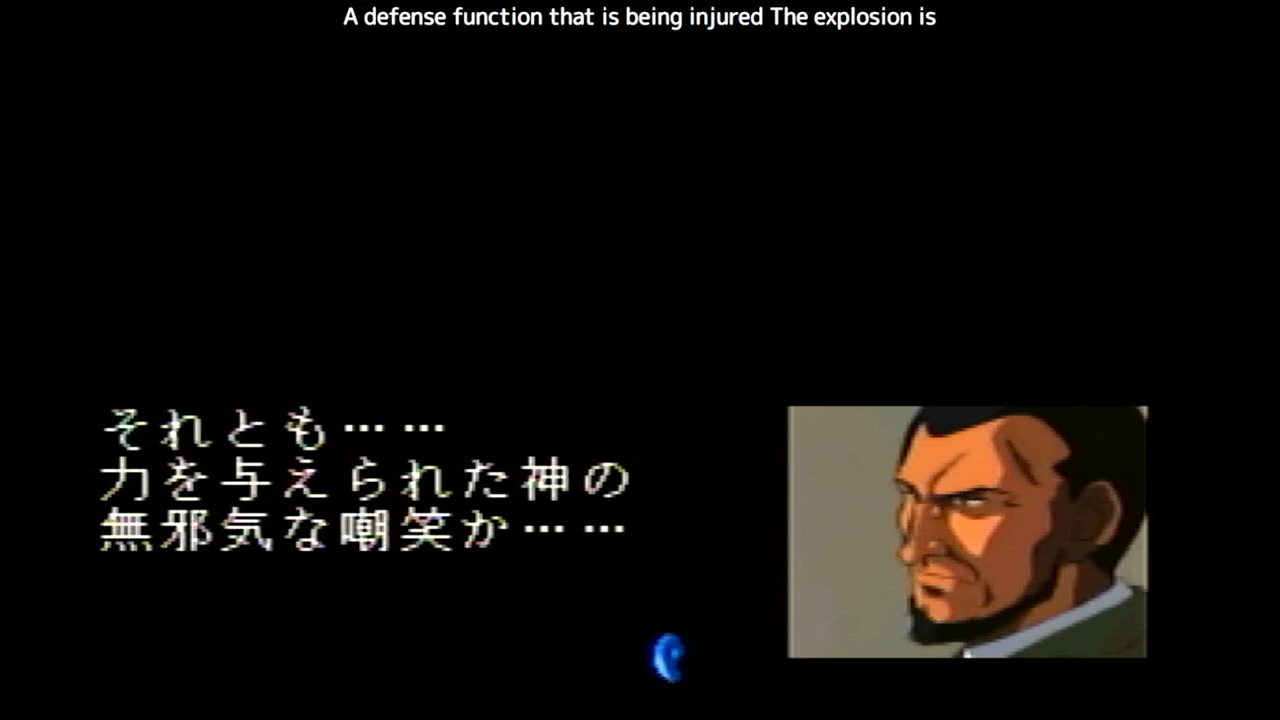 A defense function that is being injured The explosion is
それとも……
力を与えられた神の
無邪気な嘲笑か……